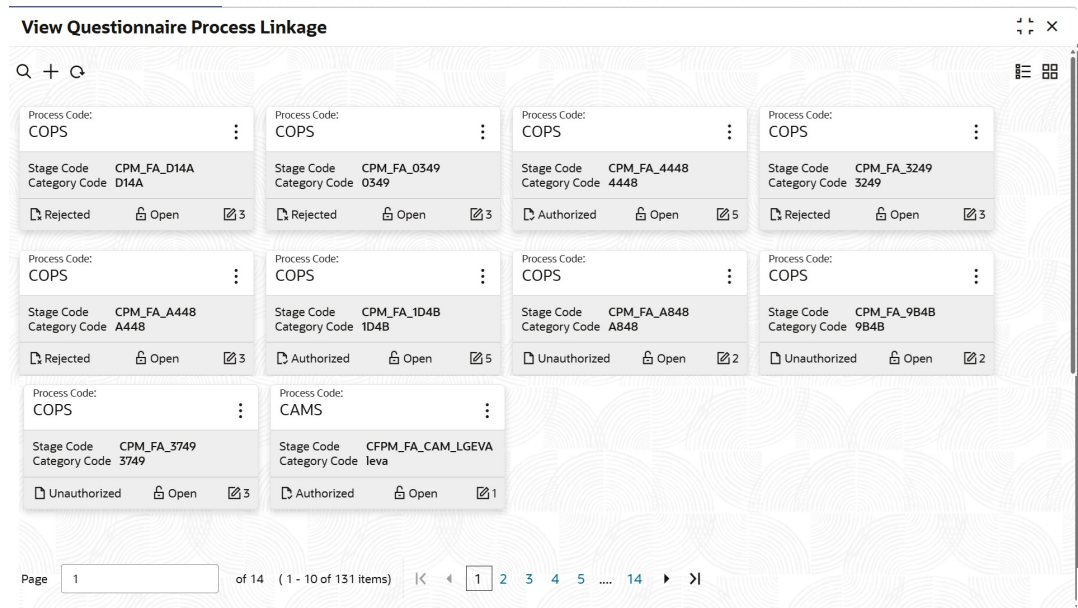 View Questionnaire Process Linkage
Process Code:
COPS
Stage Code CPM_FA_D14A
Category Code D14A
Rejected Open 3
Process Code:
COPS
Stage Code CPM_FA_0349
Category Code 0349
Rejected Open 3
Process Code:
COPS
Stage Code CPM_FA_4448
Category Code 4448
Authorized Open 5
Process Code:
COPS
Stage Code CPM_FA_3249
Category Code 3249
Rejected Open 3
Process Code:
COPS
Stage Code CPM_FA_A448
Category Code A448
Rejected Open 3
Process Code:
COPS
Stage Code CPM_FA_1D4B
Category Code 1D4B
Authorized Open 5
Process Code:
COPS
Stage Code CPM_FA_A848
Category Code A848
Unauthorized Open 2
Process Code:
COPS
Stage Code CPM_FA_9B4B
Category Code 9B4B
Unauthorized Open 2
Process Code:
COPS
Stage Code CPM_FA_3749
Category Code 3749
Unauthorized Open 3
Process Code:
CAMS
Stage Code CFPM_FA_CAM_LGEVA
Category Code leva
Authorized Open 1
Page 1 of 14 ( 1 - 10 of 131 items) 1 2 3 4 5 .... 14